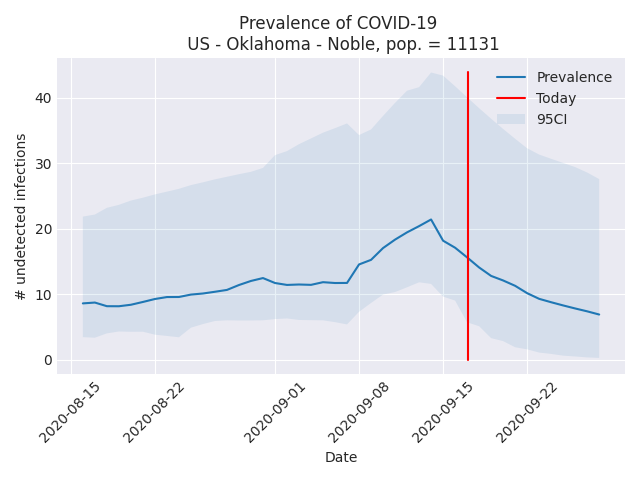 Prevalence of COVID-19
US - Oklahoma - Noble, pop. = 11131
Prevalence
Today
95CI
# undetected infections
40
30
20
10
0
2020-08-15
2020-08-22
2020-09-01
2020-09-08
2020-09-15
2020-09-22
Date